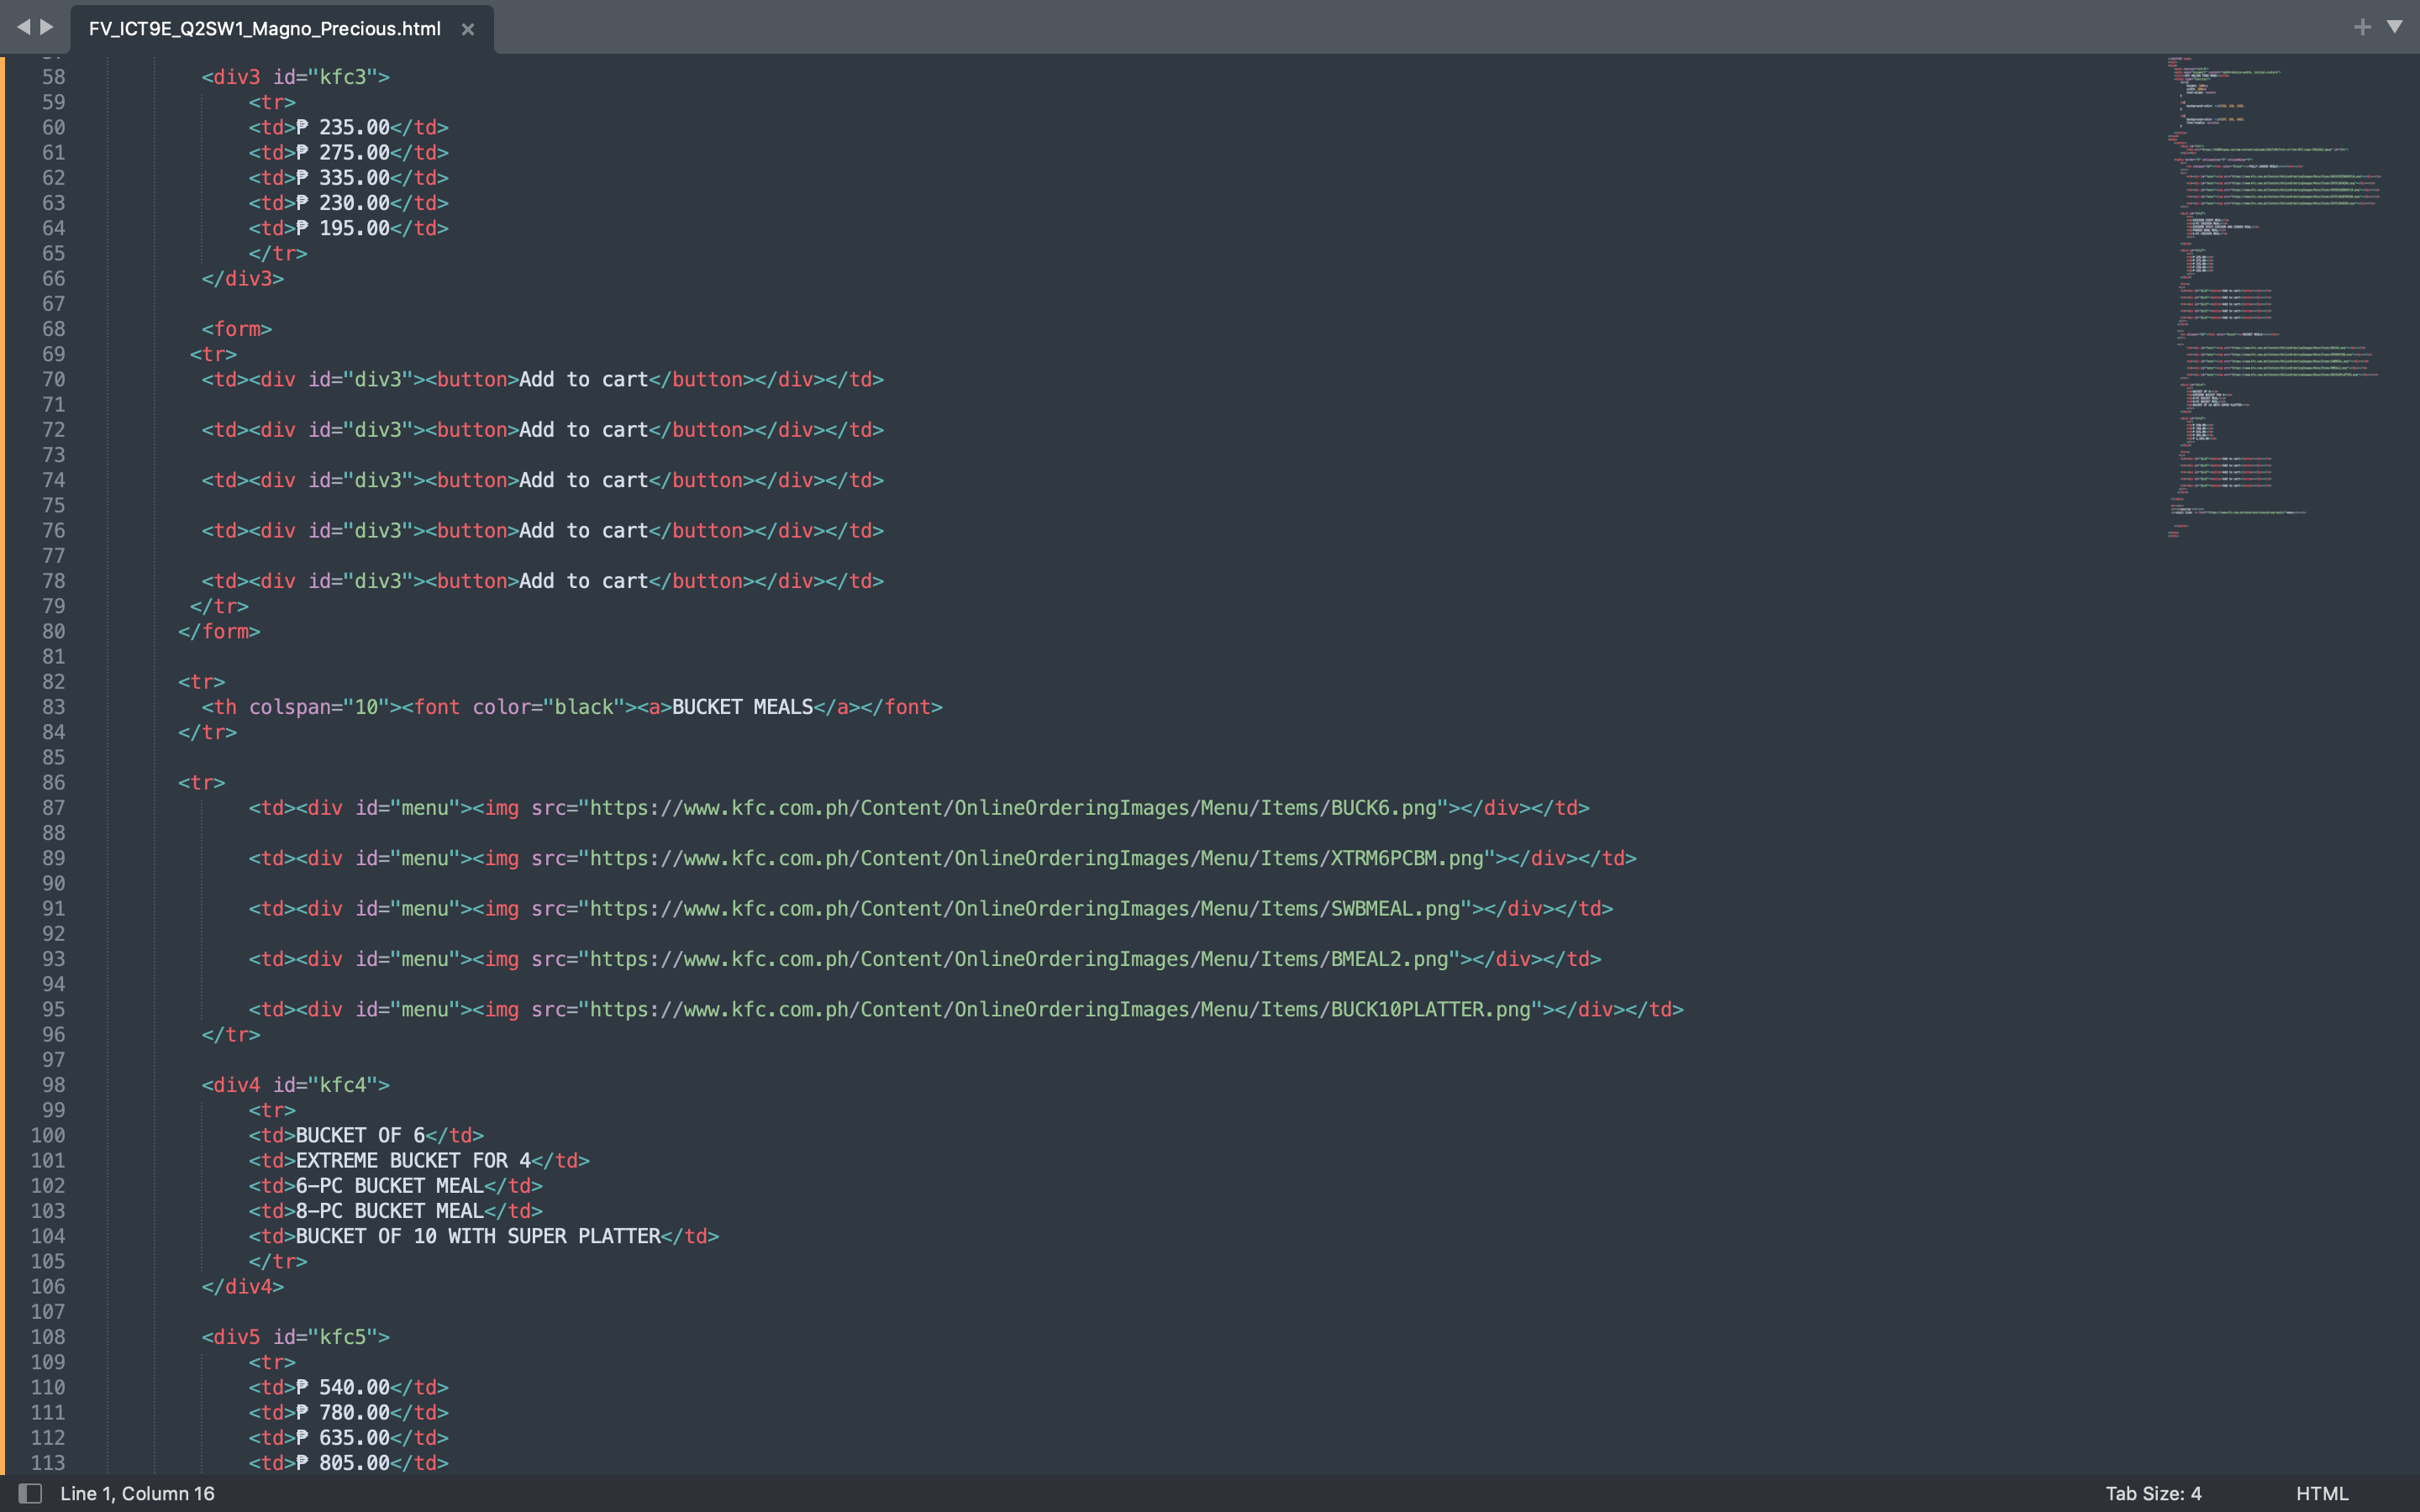 FV_ICT9E_Q2SW1_Magno_Precious.html
58 <div3 id="kfc3">
59 <tr>
60 <td>₱ 235.00</td>
61 <td>₱ 275.00</td>
62 <td>₱ 335.00</td>
63 <td>₱ 230.00</td>
64 <td>₱ 195.00</td>
65 </tr>
66 </div3>
67
68 <form>
69 <tr>
70 <td><div id="div3"><button>Add to cart</button></div></td>
71
72 <td><div id="div3"><button>Add to cart</button></div></td>
73
74 <td><div id="div3"><button>Add to cart</button></div></td>
75
76 <td><div id="div3"><button>Add to cart</button></div></td>
77
78 <td><div id="div3"><button>Add to cart</button></div></td>
79 </tr>
80 </form>
81
82 <tr>
83 <th colspan="10"><font color="black"><a>BUCKET MEALS</a></font>
84 </tr>
85
86 <tr>
87 <td><div id="menu"><img src="https://www.kfc.com.ph/Content/OnlineOrderingImages/Menu/Items/BUCK6.png"></div></td>
88
89 <td><div id="menu"><img src="https://www.kfc.com.ph/Content/OnlineOrderingImages/Menu/Items/XTRM6PCBM.png"></div></td>
90
91 <td><div id="menu"><img src="https://www.kfc.com.ph/Content/OnlineOrderingImages/Menu/Items/SWBMEAL.png"></div></td>
92
93 <td><div id="menu"><img src="https://www.kfc.com.ph/Content/OnlineOrderingImages/Menu/Items/BMEAL2.png"></div></td>
94
95 <td><div id="menu"><img src="https://www.kfc.com.ph/Content/OnlineOrderingImages/Menu/Items/BUCK10PLATTER.png"></div></td>
96 </tr>
97
98 <div4 id="kfc4">
99 <tr>
100 <td>BUCKET OF 6</td>
101 <td>EXTREME BUCKET FOR 4</td>
102 <td>6-PC BUCKET MEAL</td>
103 <td>8-PC BUCKET MEAL</td>
104 <td>BUCKET OF 10 WITH SUPER PLATTER</td>
105 </tr>
106 </div4>
107
108 <div5 id="kfc5">
109 <tr>
110 <td>₱ 540.00</td>
111 <td>₱ 780.00</td>
112 <td>₱ 635.00</td>
113 <td>₱ 805.00</td>
Line 1, Column 16
Tab Size: 4
HTML